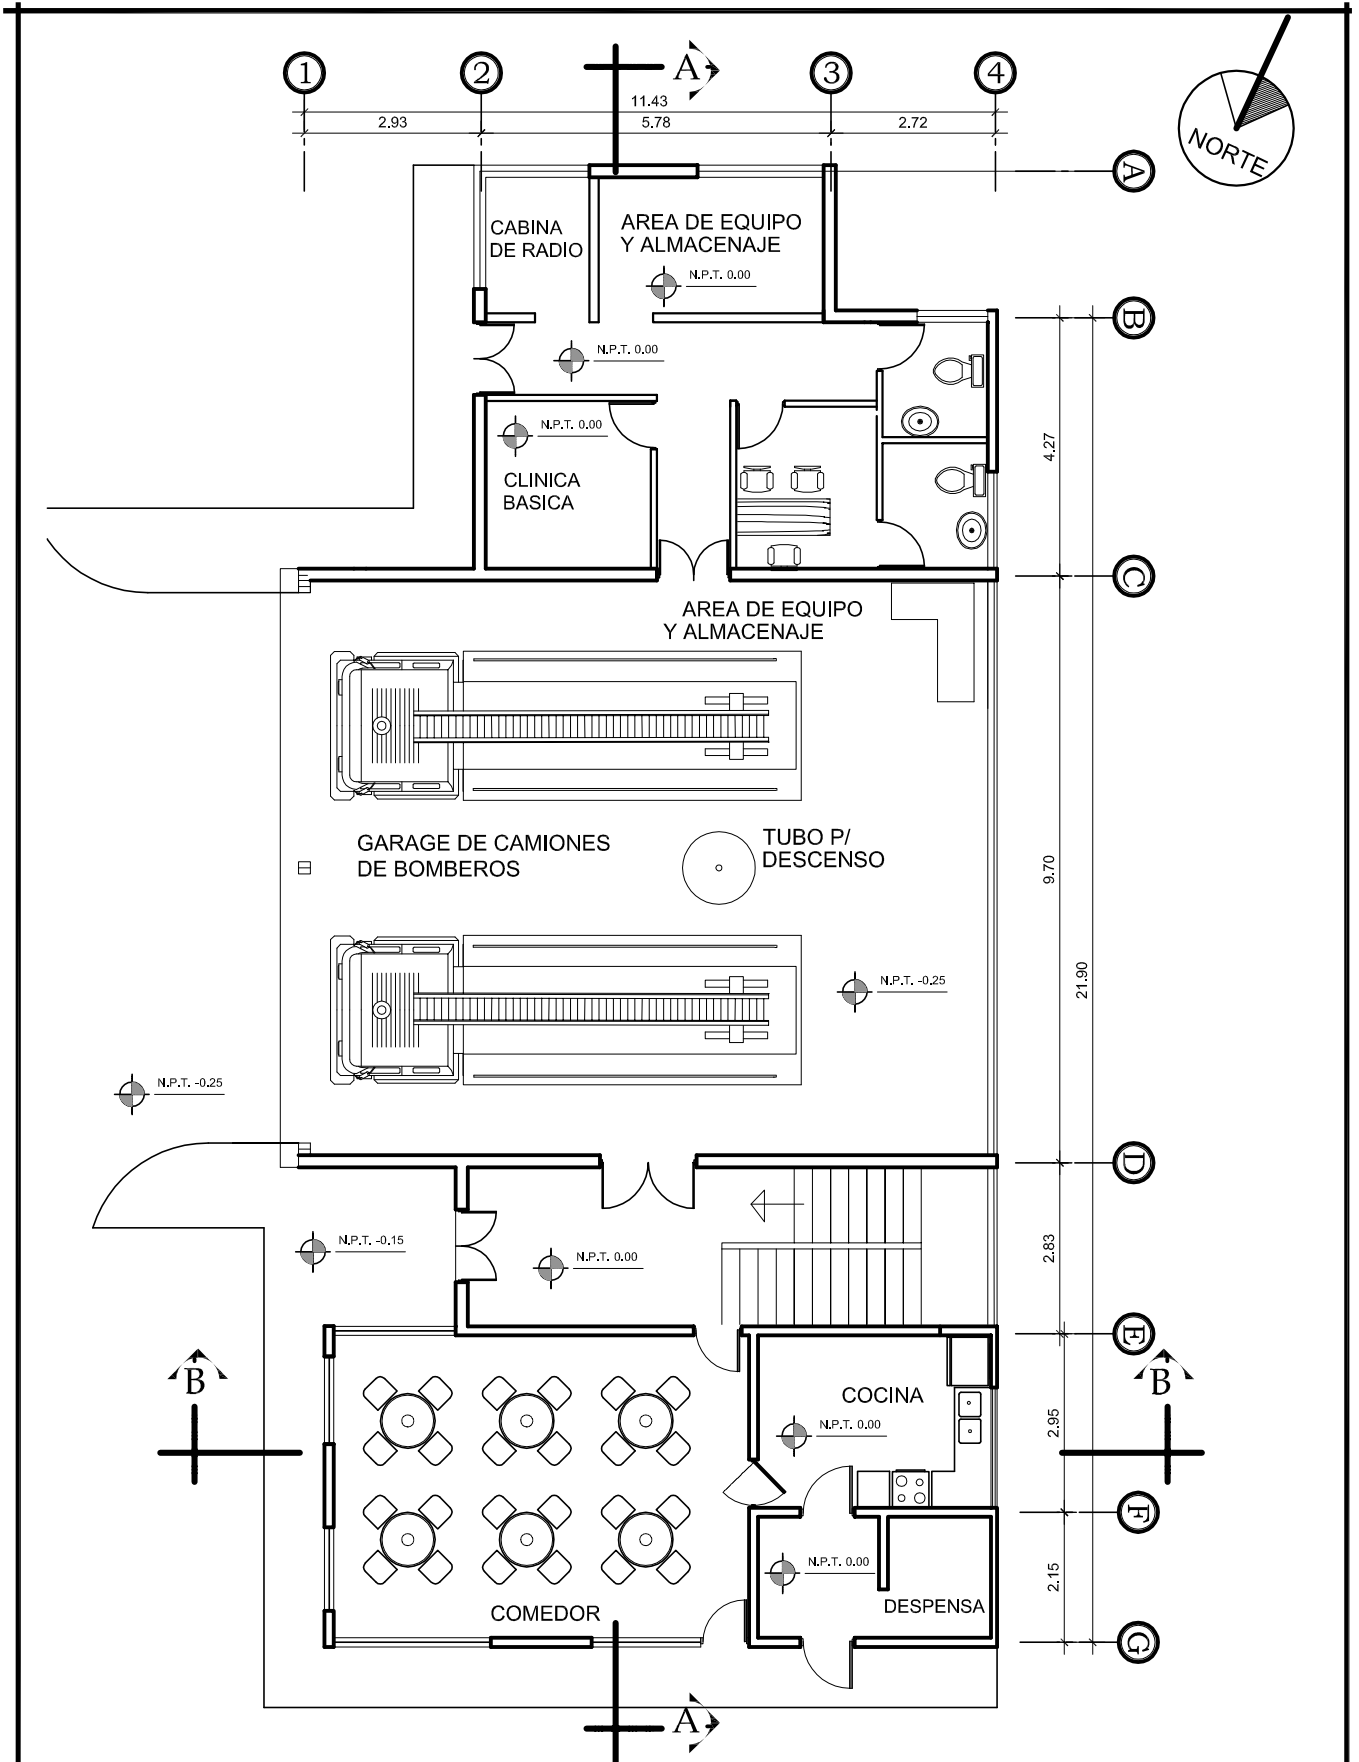 1
2
A
3
4
11.43
2.93
5.78
2.72
NORTE
A
CABINA
DE RADIO
AREA DE EQUIPO
Y ALMACENAJE
N.P.T. 0.00
B
N.P.T. 0.00
N.P.T. 0.00
CLINICA
BASICA
4.27
C
AREA DE EQUIPO
Y ALMACENAJE
GARAGE DE CAMIONES
DE BOMBEROS
TUBO P/
DESCENSO
9.70
21.90
N.P.T. -0.25
N.P.T. -0.25
D
N.P.T. -0.15
N.P.T. 0.00
2.83
E
B
B
COCINA
N.P.T. 0.00
2.95
F
N.P.T. 0.00
2.15
DESPENSA
COMEDOR
G
A